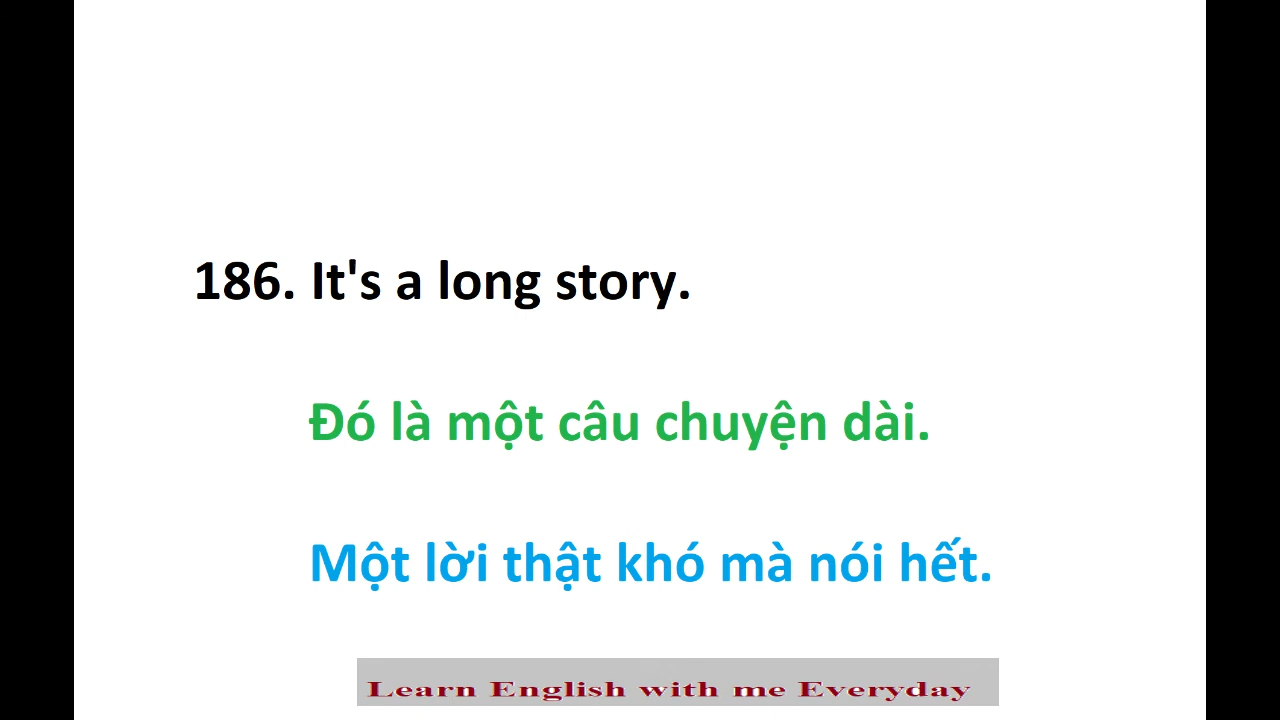 186. It's a long story.
Đó là một câu chuyện dài.
Một lời thật khó mà nói hết.
Learn English with me Everyday